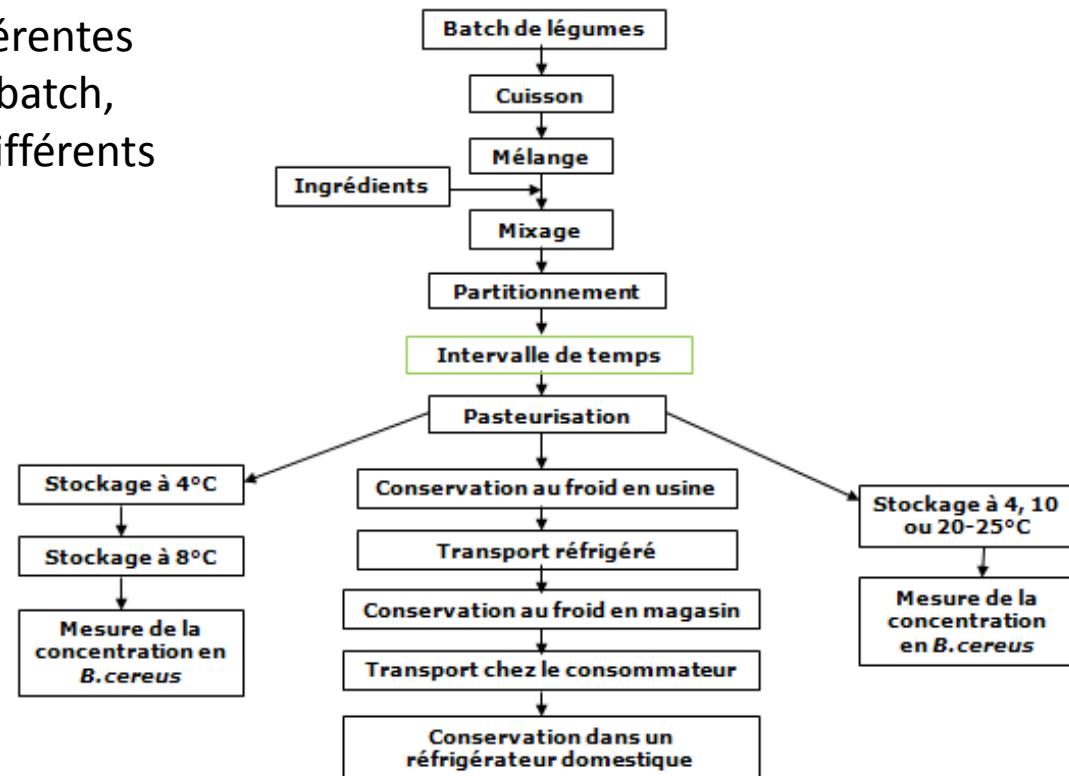 érentes
batch,
ifférents
Batch de légumes
Cuisson
Mélange
Ingrédients
Mixage
Partitionnement
Intervalle de temps
Pasteurisation
Stockage à 4°C
Stockage à 8°C
Mesure de la
concentration en
B.cereus
Conservation au froid en usine
Transport réfrigéré
Conservation au froid en magasin
Transport chez le consommateur
Conservation dans un
réfrigérateur domestique
Stockage à 4, 10
ou 20-25°C
Mesure de la
concentration
en B.cereus